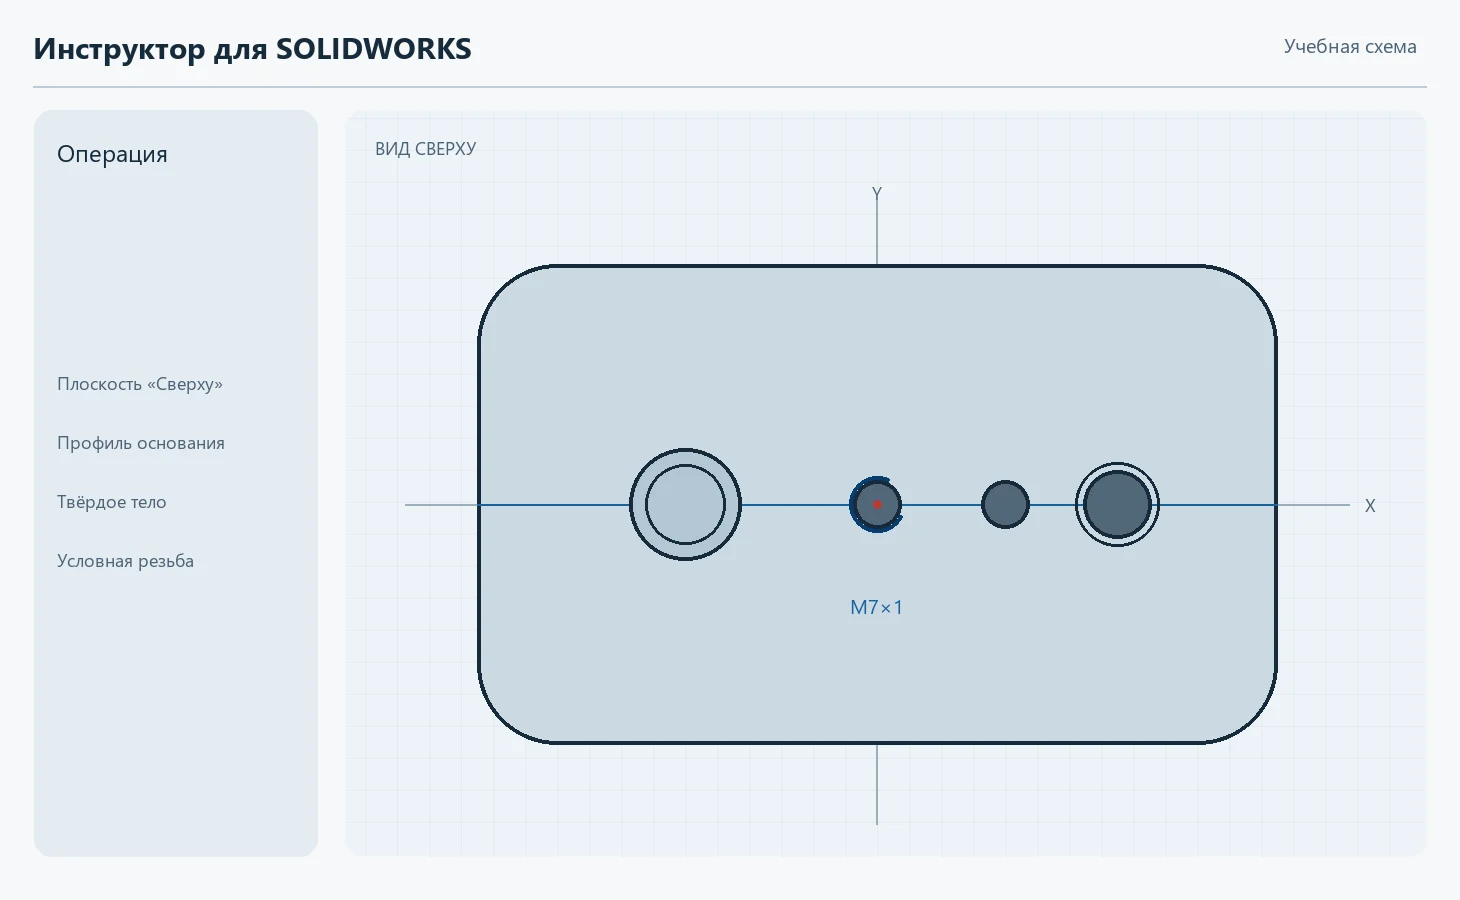 Инструктор для SOLIDWORKS
Учебная схема
Операция
Плоскость «Сверху»
Профиль основания
Твёрдое тело
Условная резьба
ВИД СВЕРХУ
Y
X
M7×1